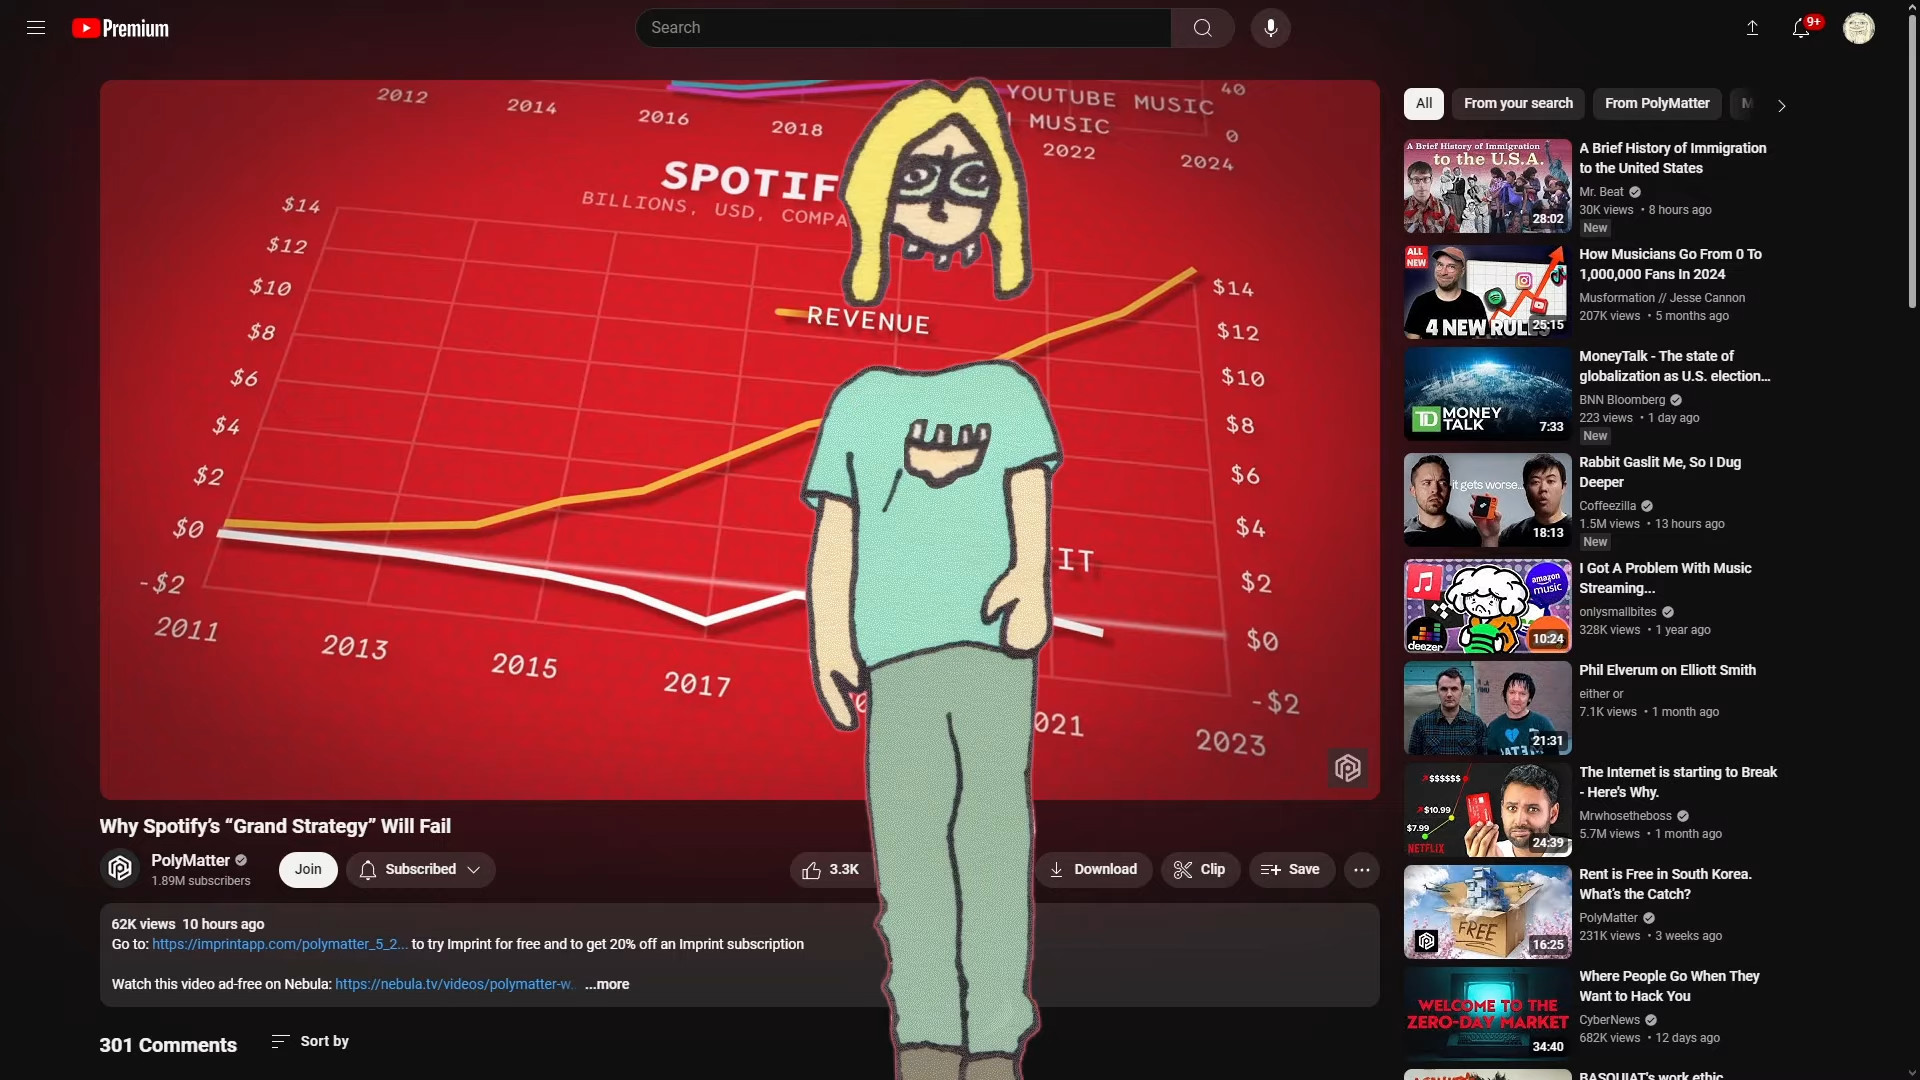 Premium
Search
9+
2012
2014
2016
2018
2022
2024
40
0
YOUTUBE MUSIC
MUSIC
SPOTIF
BILLIONS, USD, COMPA
$14
$12
$10
$8
$6
$4
$2
$0
-$2
2011
2013
2015
2017
021
2023
REVENUE
IT
$14
$12
$10
$8
$6
$4
$2
$0
-$2
Why Spotify's “Grand Strategy” Will Fail
PolyMatter
1.89M subscribers
Join
Subscribed
3.3K
Download
Clip
Save
62K views 10 hours ago
Go to: https://imprintapp.com/polymatter_5_2... to try Imprint for free and to get 20% off an Imprint subscription
Watch this video ad-free on Nebula: https://nebula.tv/videos/polymatter-w... ...more
301 Comments
Sort by
All
From your search
From PolyMatter
M
A Brief History of Immigration
to the U.S.A.
28:02
A Brief History of Immigration
to the United States
Mr. Beat
30K views • 8 hours ago
New
ALL
NEW
4 NEW RULES
25:15
How Musicians Go From 0 To
1,000,000 Fans In 2024
Musformation // Jesse Cannon
207K views • 5 months ago
TD
MONEY
TALK
7:33
MoneyTalk - The state of
globalization as U.S. election...
BNN Bloomberg
223 views • 1 day ago
New
it gets worse...
18:13
Rabbit Gaslit Me, So I Dug
Deeper
Coffeezilla
1.5M views • 13 hours ago
New
amazon
music
deezer
10:24
I Got A Problem With Music
Streaming...
onlysmallbites
328K views • 1 year ago
21:31
Phil Elverum on Elliott Smith
either or
7.1K views • 1 month ago
$$$$$$
$10.99
$7.99
NETFLIX
24:39
The Internet is starting to Break
- Here's Why.
Mrwhosetheboss
5.7M views • 1 month ago
FREE
16:25
Rent is Free in South Korea.
What's the Catch?
PolyMatter
231K views • 3 weeks ago
WELCOME TO THE
ZERO-DAY MARKET
34:40
Where People Go When They
Want to Hack You
CyberNews
682K views • 12 days ago
BASQUIAT's work ethic